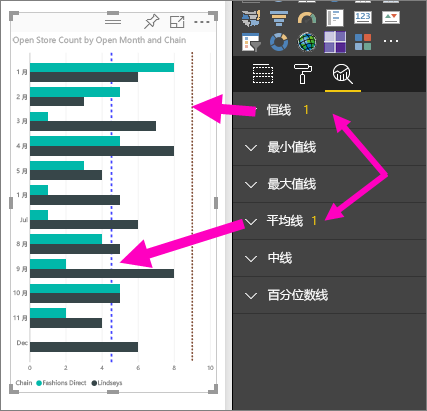 Open Store Count by Open Month and Chain
1 月
2 月
3 月
4 月
5 月
1 月
Jul
8 月
9 月
10 月
11 月
Dec
0 2 4 6 8 10
Chain Fashions Direct Lindseys
123
R
恒线 1
最小值线
最大值线
平均线 1
中线
百分位数线